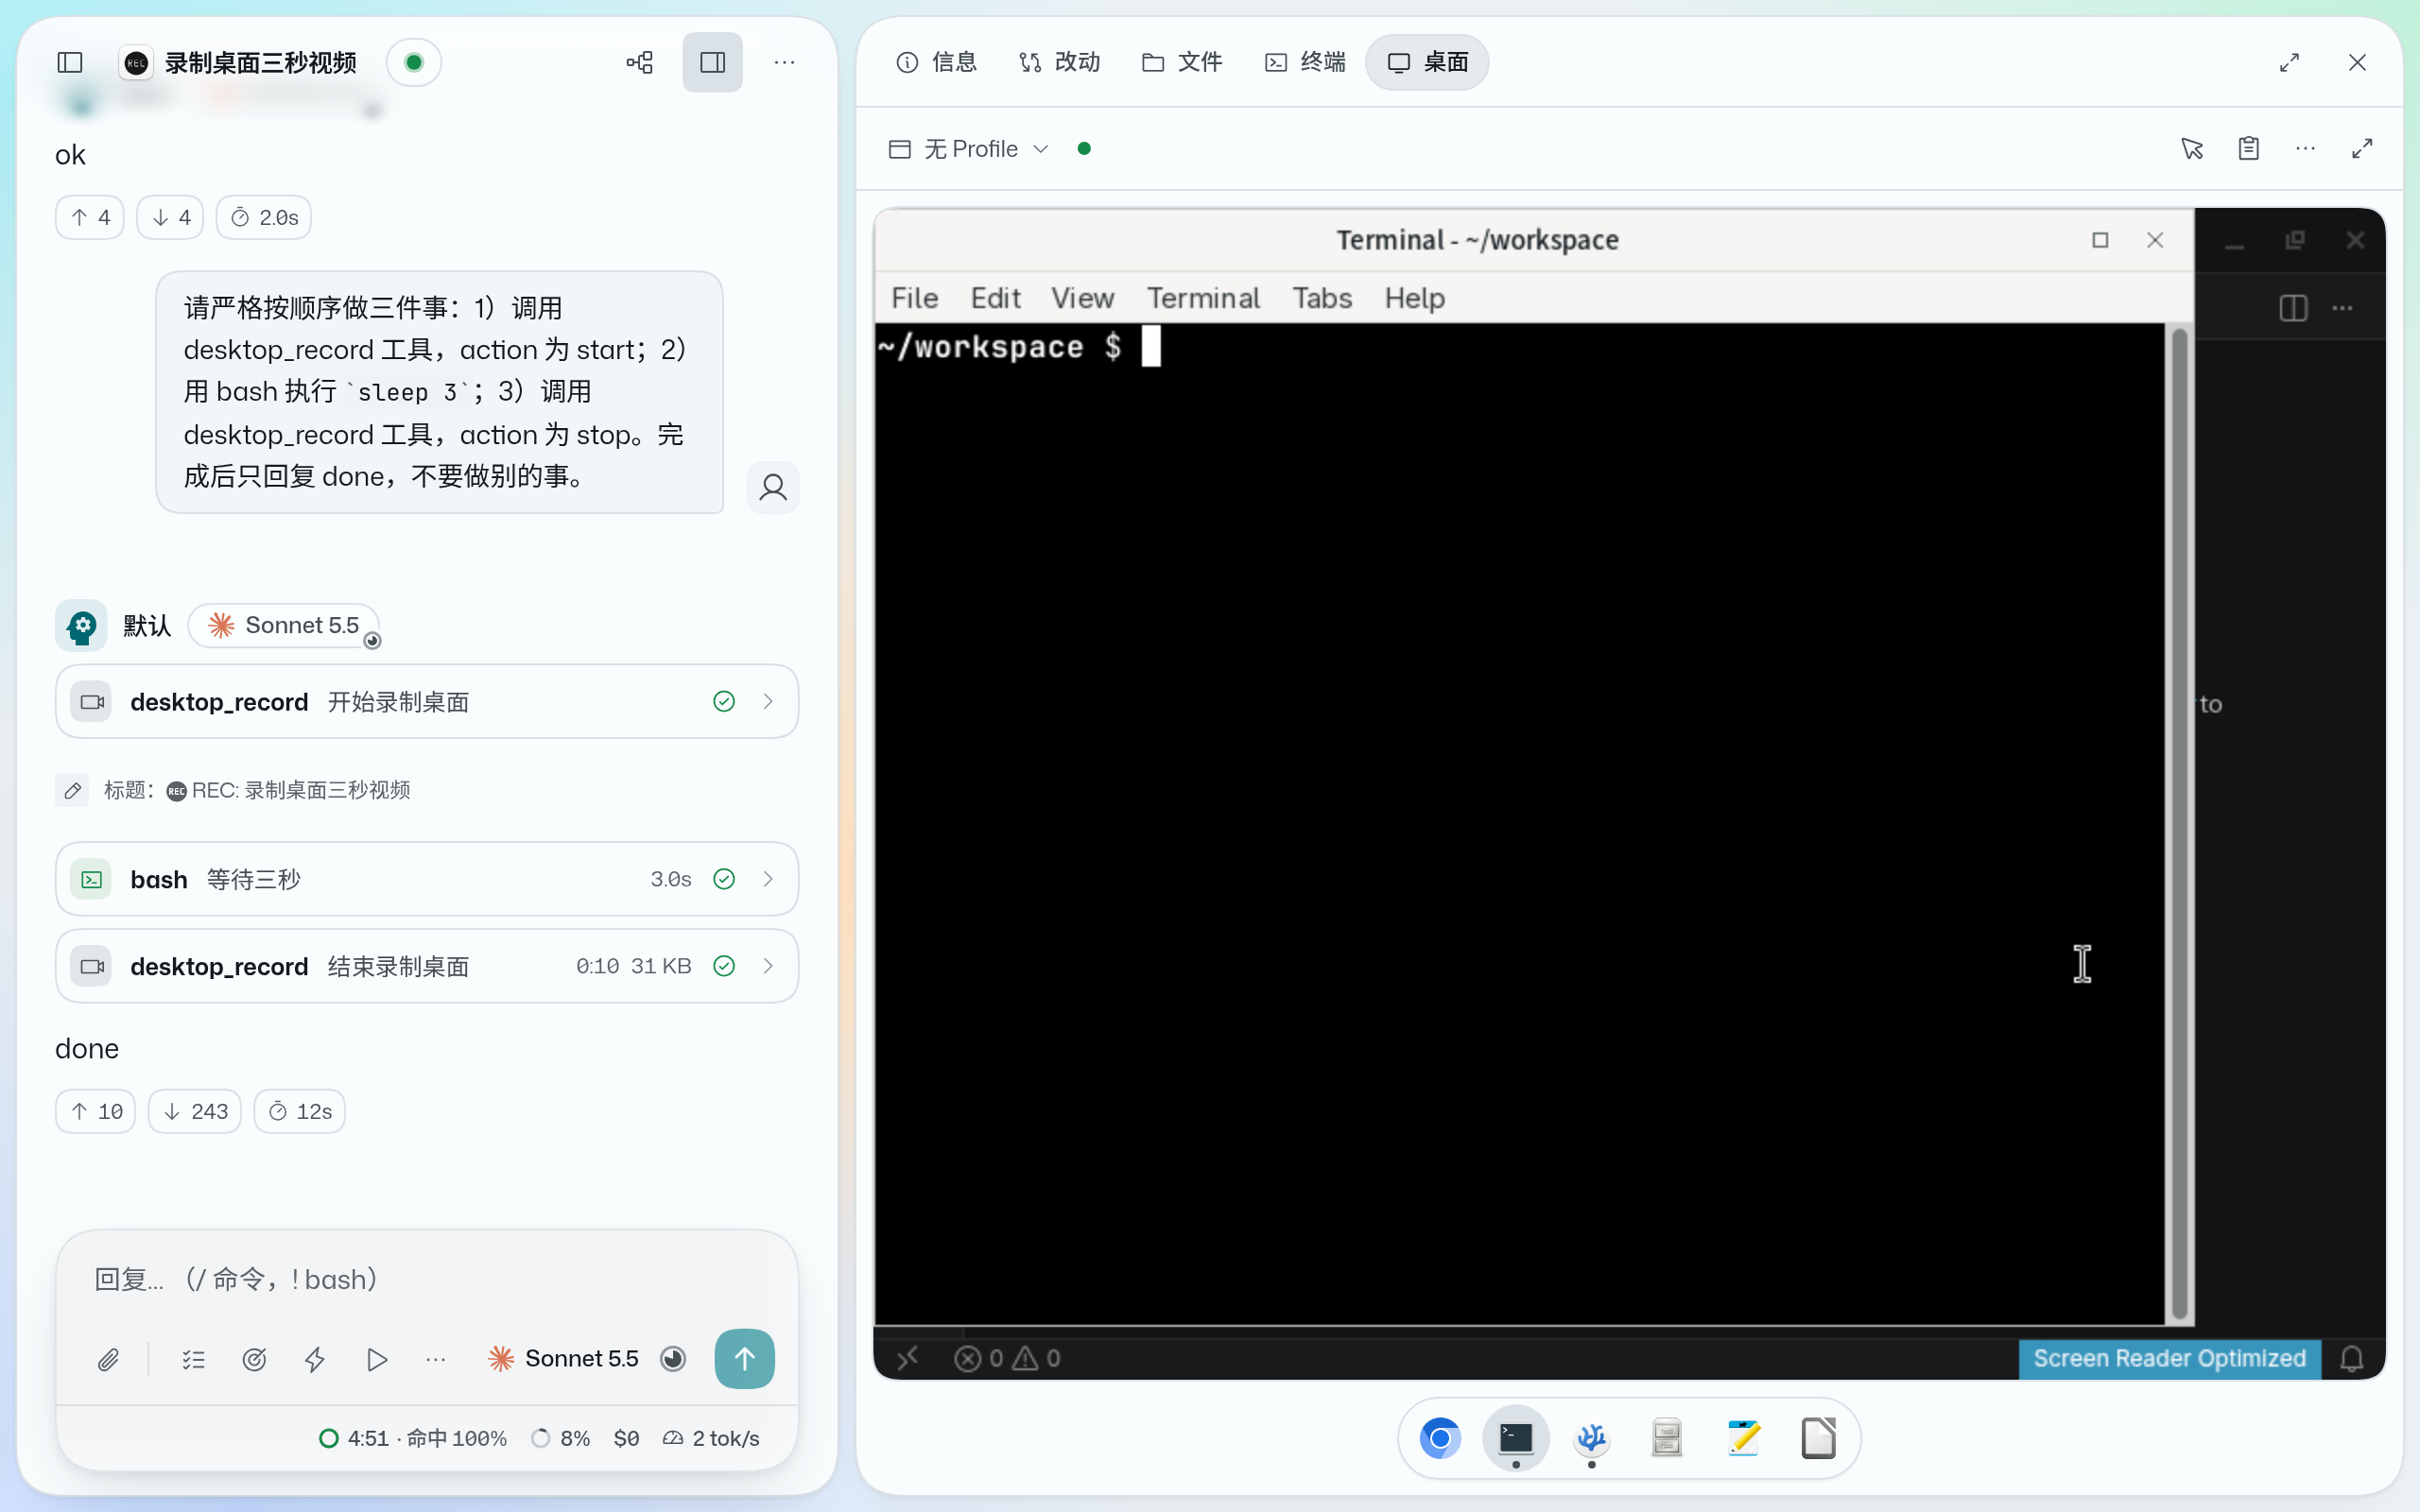 REC 录制桌面三秒视频
ok
4 4 2.0s
请严格按顺序做三件事：1）调用
desktop_record 工具，action 为 start；2）
用 bash 执行 `sleep 3`；3）调用
desktop_record 工具，action 为 stop。完
成后只回复 done，不要做别的事。
默认 Sonnet 5.5
desktop_record 开始录制桌面
标题：REC REC: 录制桌面三秒视频
bash 等待三秒 3.0s
desktop_record 结束录制桌面 0:10 31 KB
done
10 243 12s
回复... （/ 命令，! bash）
Sonnet 5.5
4:51 · 命中 100% 8% $0 2 tok/s
信息 改动 文件 终端 桌面
无 Profile
Terminal - ~/workspace
File Edit View Terminal Tabs Help
~/workspace $
to
0 0 Screen Reader Optimized